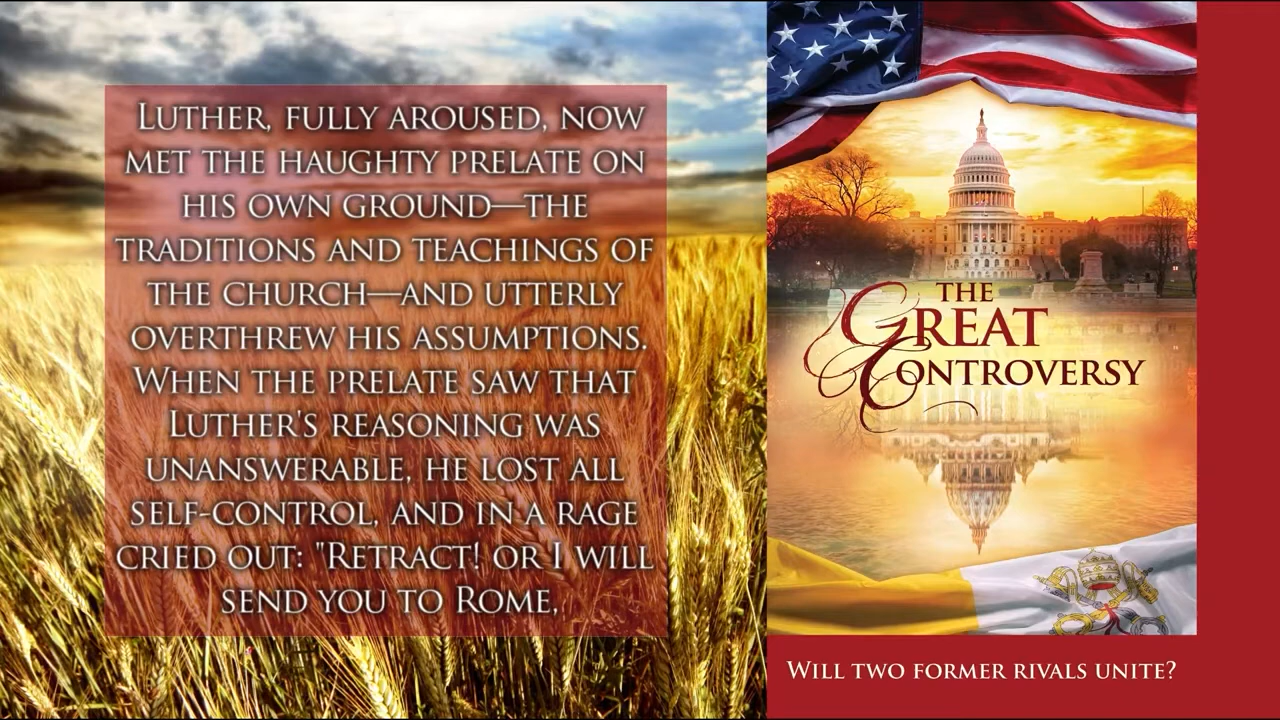 Luther, fully aroused, now
met the haughty prelate on
his own ground—the
traditions and teachings of
the church—and utterly
overthrew his assumptions.
When the prelate saw that
Luther's reasoning was
unanswerable, he lost all
self-control, and in a rage
cried out: "Retract! or I will
send you to Rome,
The
Great
Controversy
Will two former rivals unite?